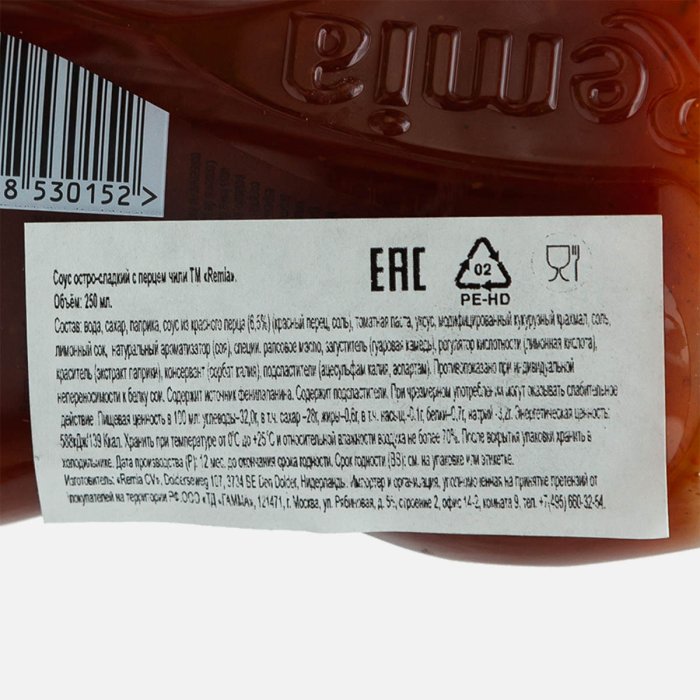 Remia
8 530152 >
EAC
02
PE-HD
Соус остро-сладкий с перцем чили ТМ «Remia».
Объём: 250 мл.
Состав: вода, сахар, паприка, соус из красного перца (6,5%) (красный перец, соль), томатная паста, уксус, модифицированный кукурузный крахмал, соль,
лимонный сок, натуральный ароматизатор (соя), специи, рапсовое масло, загуститель (гуаровая камедь), регулятор кислотности (лимонная кислота),
краситель (экстракт паприки), консервант (сорбат калия), подсластители (ацесульфам калия, аспартам). Противопоказано при индивидуальной
непереносимости к белку сои. Содержит источник фенилаланина. Содержит подсластители. При чрезмерном употреблении могут оказывать слабительное
действие. Пищевая ценность в 100 мл: углеводы-32,0г, в т.ч. сахар -28г, жиры-0,6г, в т.ч. насыщ.-0,1г, белки-0,7г, натрий -3,2г. Энергетическая ценность:
588кДж/139 Ккал. Хранить при температуре от 0°С до +25°С и относительной влажности воздуха не более 70%. После вскрытия упаковки хранить в
холодильнике. Дата производства (Р): 12 мес. до окончания срока годности. Срок годности (ВВ): см. на упаковке или этикетке.
Изготовитель: «Remia CV», Dolderseweg 107, 3734 BE Den Dolder, Нидерланды. Импортер и организация, уполномоченная на принятие претензий от
покупателей на территории РФ:ООО «ТД «ГАММА», 121471, г. Москва, ул. Рябиновая, д. 55, строение 2, офис 14-2, комната 9, тел. +7(495) 660-32-54.